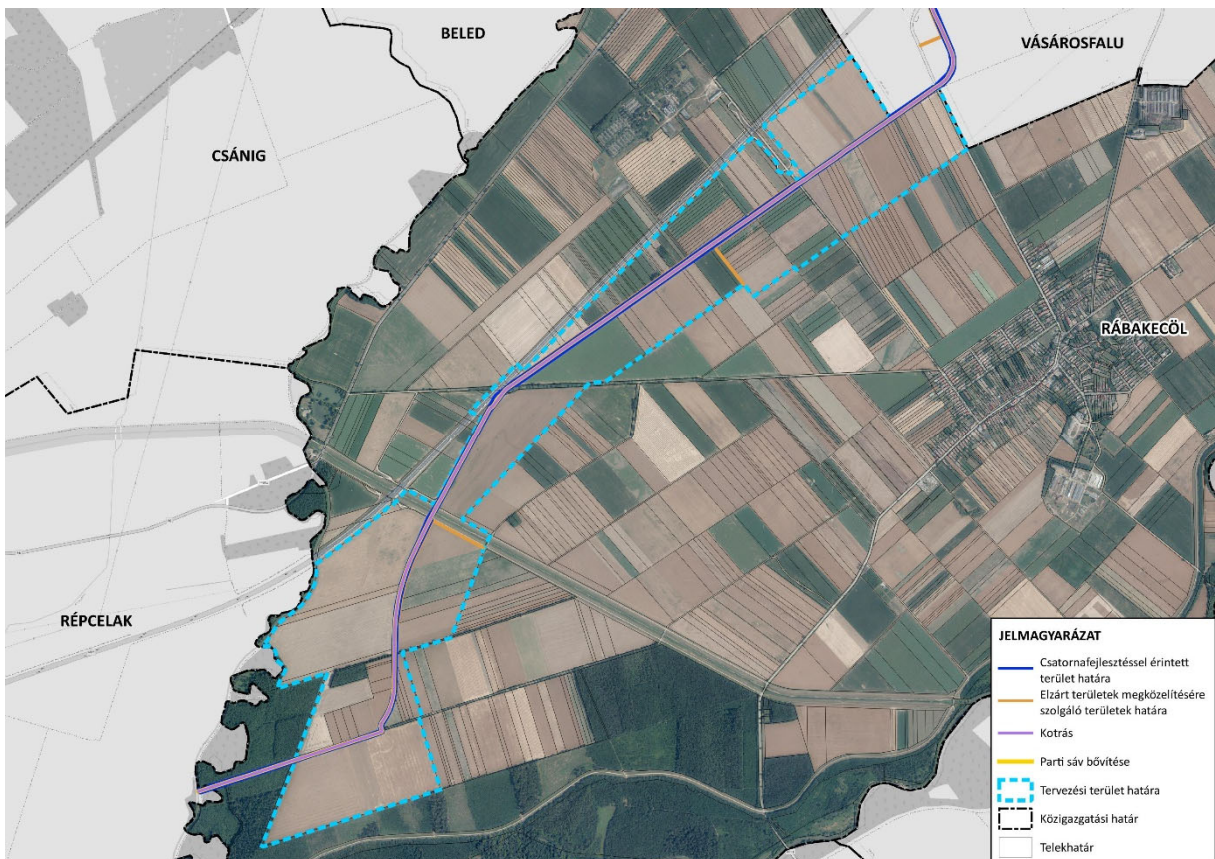 BELED
VÁSÁROSFALU
CSÁNIG
RÁBAKECÖL
RÉPCELAK
JELMAGYARÁZAT
Csatornafejlesztéssel érintett
terület határa
Elzárt területek megközelítésére
szolgáló területek határa
Kotrás
Parti sáv bővítése
Tervezési terület határa
Közigazgatási határ
Telekhatár